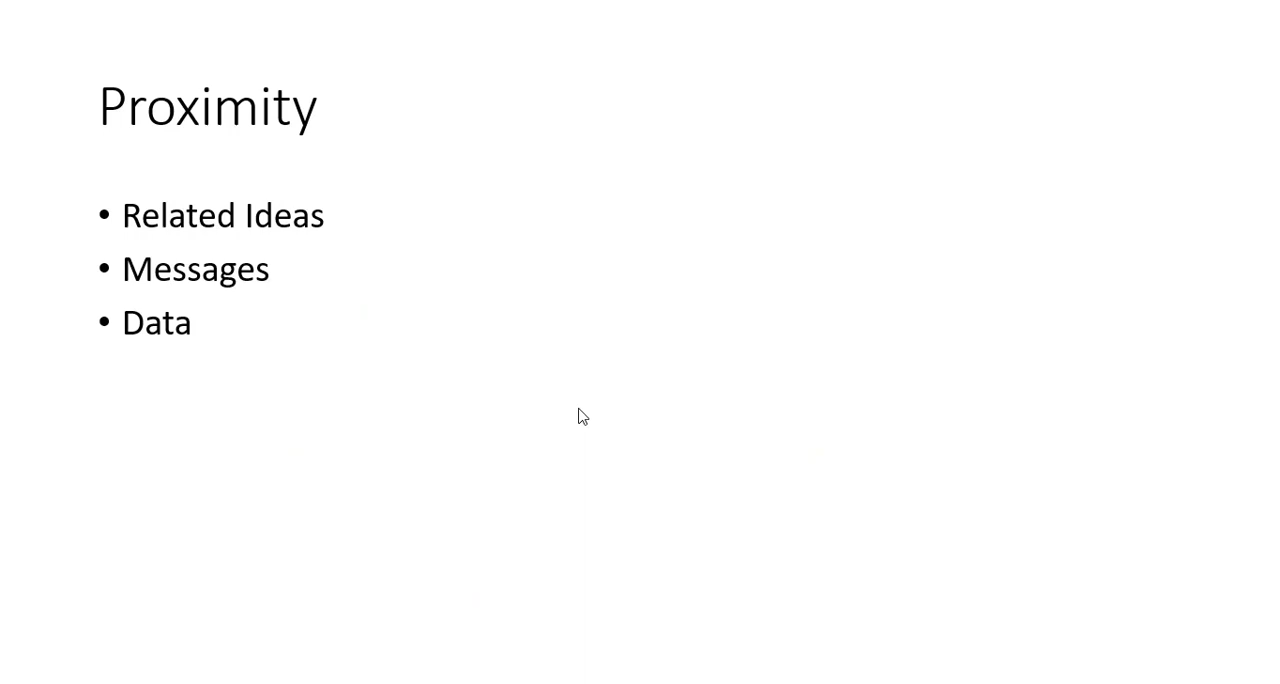 Proximity
• Related Ideas
• Messages
• Data